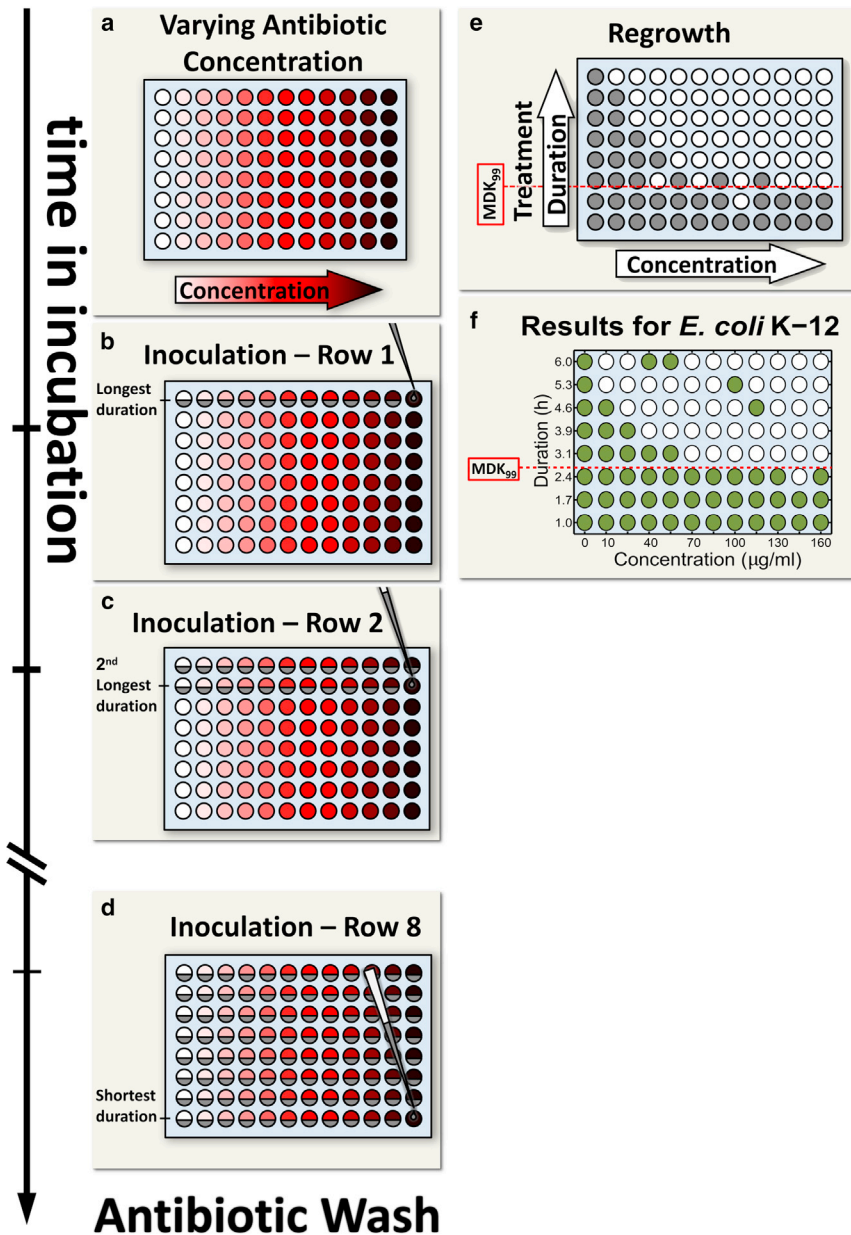 time in incubation
a
Varying Antibiotic
Concentration
Concentration
b
Inoculation – Row 1
Longest
duration
c
Inoculation – Row 2
2nd
Longest
duration
d
Inoculation – Row 8
Shortest
duration
Antibiotic Wash
e
Regrowth
MDK99
Treatment
Duration
Concentration
f
Results for E. coli K–12
MDK99
Duration (h)
6.0
5.3
4.6
3.9
3.1
2.4
1.7
1.0
0 10 40 70 100 130 160
Concentration (µg/ml)